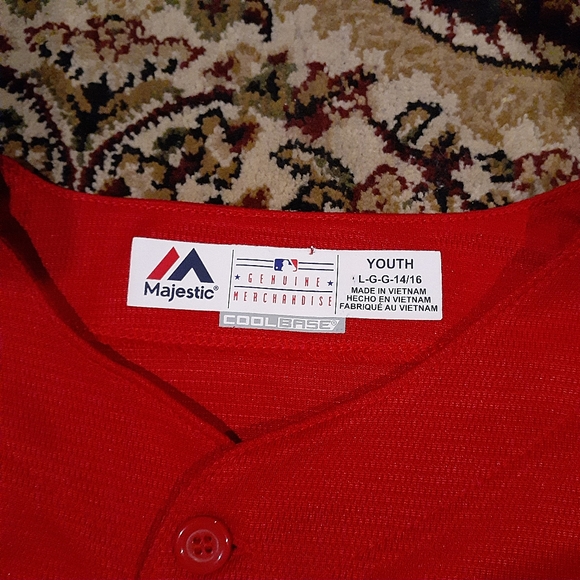 Majestic®
GENUINE
MERCHANDISE
COOLBASE
YOUTH
L-G-G-14/16
MADE IN VIETNAM
HECHO EN VIETNAM
FABRIQUÉ AU VIETNAM